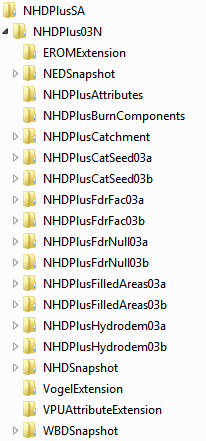 NHDPlusSA
NHDPlus03N
EROMExtension
NEDSnapshot
NHDPlusAttributes
NHDPlusBurnComponents
NHDPlusCatchment
NHDPlusCatSeed03a
NHDPlusCatSeed03b
NHDPlusFdrFac03a
NHDPlusFdrFac03b
NHDPlusFdrNull03a
NHDPlusFdrNull03b
NHDPlusFilledAreas03a
NHDPlusFilledAreas03b
NHDPlusHydrodem03a
NHDPlusHydrodem03b
NHDSnapshot
VogelExtension
VPUAttributeExtension
WBDSnapshot